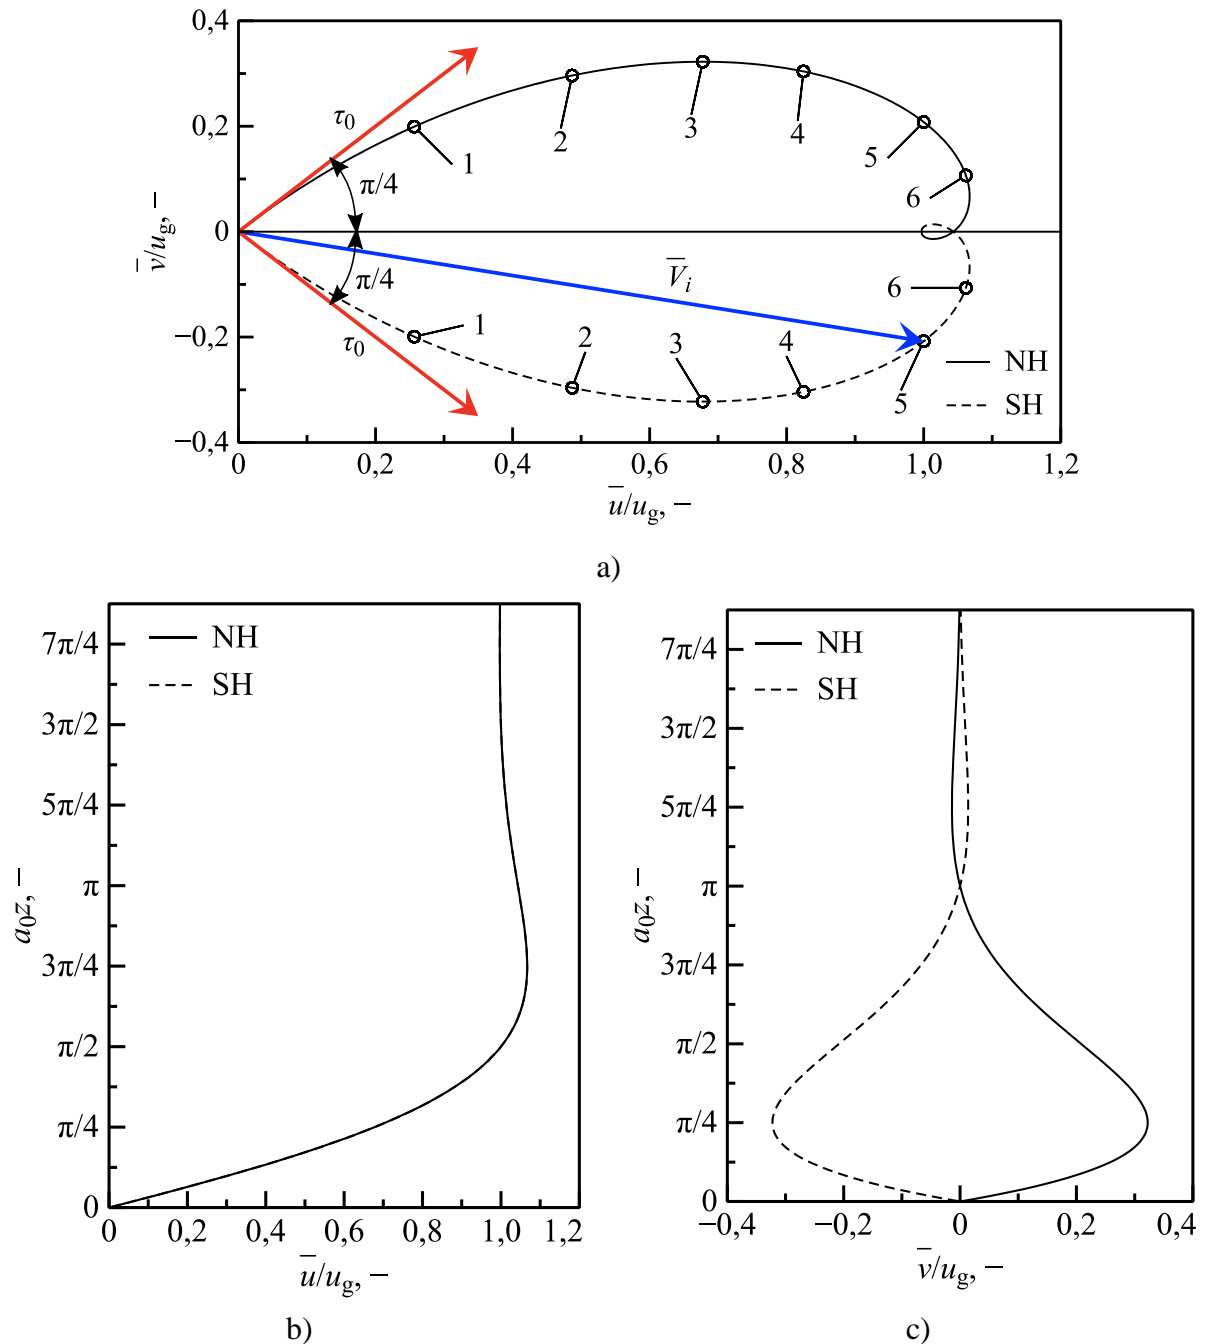 0,4
0,2
0
−0,2
−0,4
v̅/u_g, −
τ₀
π/4
π/4
τ₀
1
2
3
4
5
6
V̅ᵢ
1
2
3
4
5
6
NH
SH
0 0,2 0,4 0,6 0,8 1,0 1,2
u̅/u_g, −
a)
NH
SH
7π/4
3π/2
5π/4
π
3π/4
π/2
π/4
0
a₀z, −
0 0,2 0,4 0,6 0,8 1,0 1,2
u̅/u_g, −
b)
NH
SH
7π/4
3π/2
5π/4
π
3π/4
π/2
π/4
0
a₀z, −
−0,4 −0,2 0 0,2 0,4
v̅/u_g, −
c)